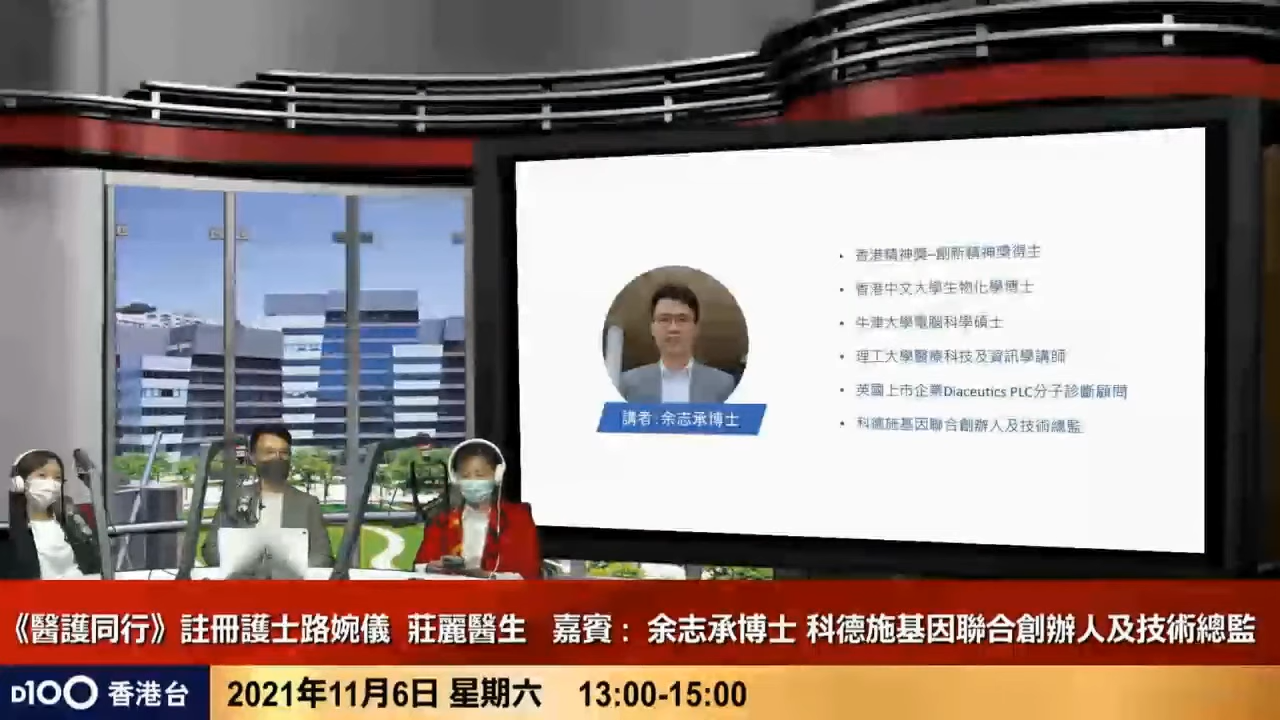 • 香港精神獎–創新精神獎得主
• 香港中文大學生物化學博士
• 牛津大學電腦科學碩士
• 理工大學醫療科技及資訊學講師
• 英國上市企業Diaceutics PLC分子診斷顧問
• 科德施基因聯合創辦人及技術總監
講者:余志承博士
《醫護同行》註冊護士路婉儀 莊麗醫生 嘉賓： 余志承博士 科德施基因聯合創辦人及技術總監
D100 香港台
2021年11月6日 星期六 13:00-15:00